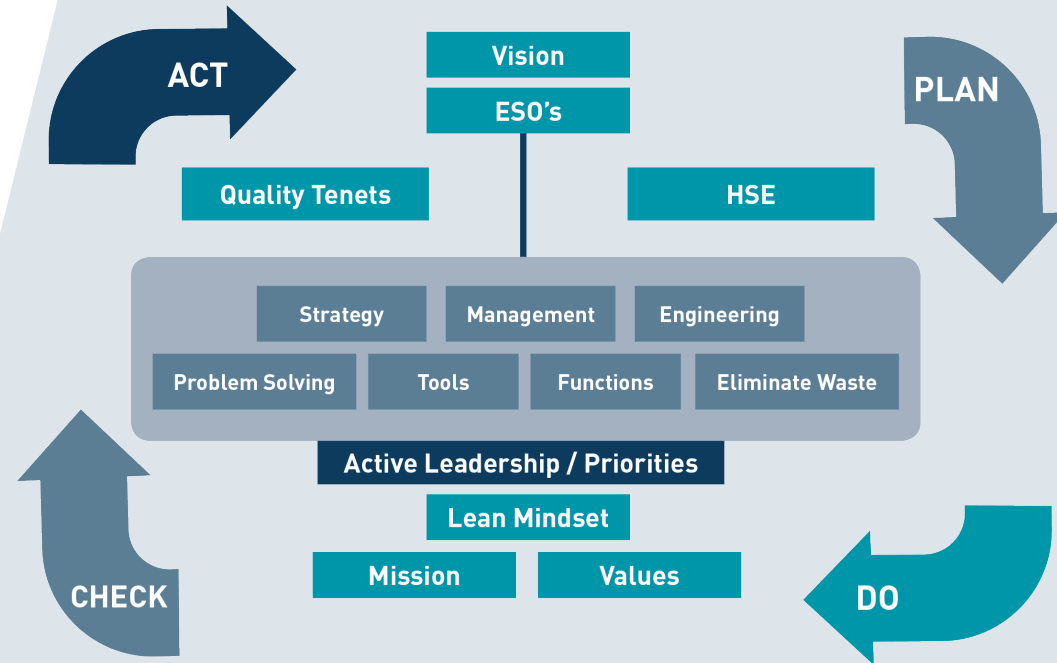 ACT
Vision
PLAN
ESO's
Quality Tenets
HSE
Strategy
Management
Engineering
Problem Solving
Tools
Functions
Eliminate Waste
Active Leadership / Priorities
Lean Mindset
Mission
Values
CHECK
DO